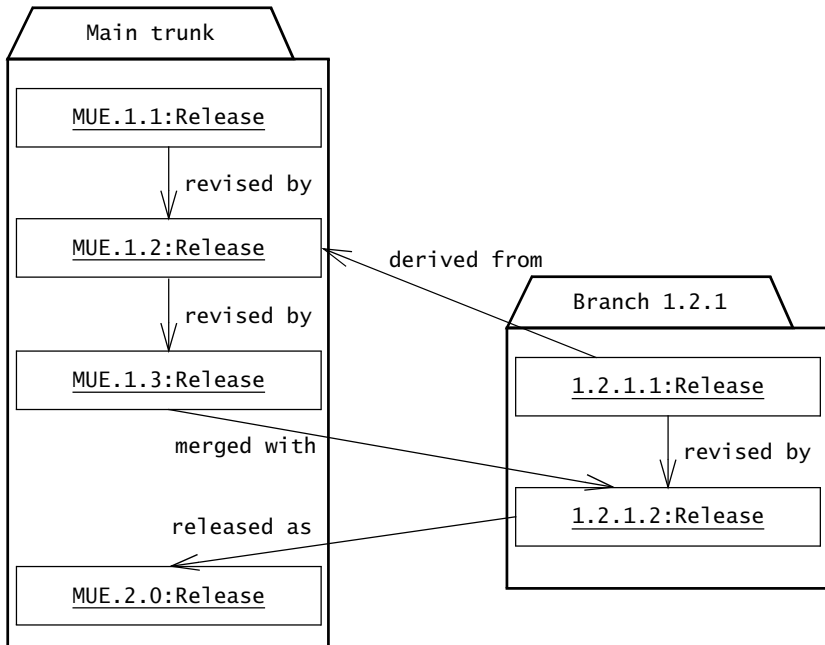 Main trunk
MUE.1.1:Release
revised by
MUE.1.2:Release
derived from
revised by
Branch 1.2.1
MUE.1.3:Release
1.2.1.1:Release
merged with
revised by
released as
1.2.1.2:Release
MUE.2.0:Release